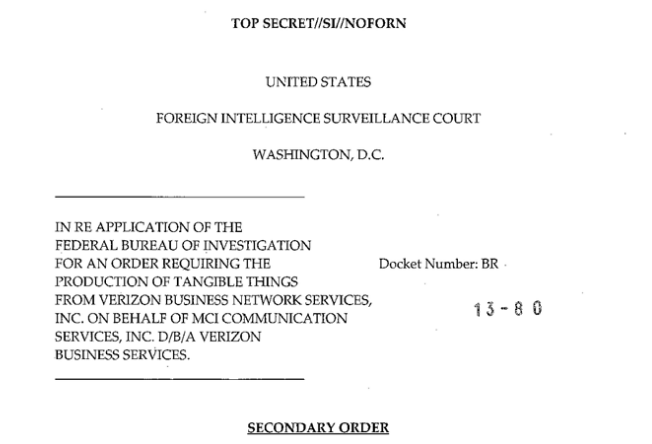 TOP SECRET//SI//NOFORN
UNITED STATES
FOREIGN INTELLIGENCE SURVEILLANCE COURT
WASHINGTON, D.C.
IN RE APPLICATION OF THE
FEDERAL BUREAU OF INVESTIGATION
FOR AN ORDER REQUIRING THE
PRODUCTION OF TANGIBLE THINGS
FROM VERIZON BUSINESS NETWORK SERVICES,
INC. ON BEHALF OF MCI COMMUNICATION
SERVICES, INC. D/B/A VERIZON
BUSINESS SERVICES.
Docket Number: BR
13-80
SECONDARY ORDER